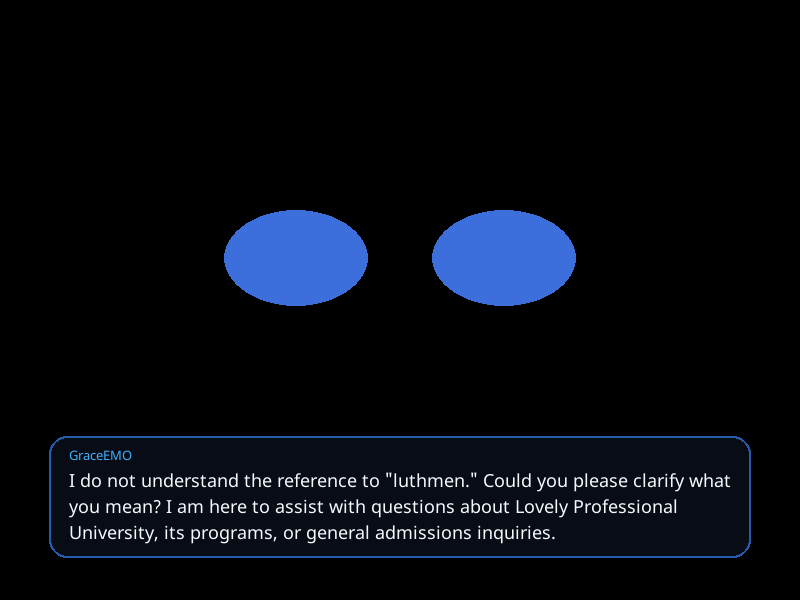 GraceEMO
I do not understand the reference to "luthmen." Could you please clarify what
you mean? I am here to assist with questions about Lovely Professional
University, its programs, or general admissions inquiries.